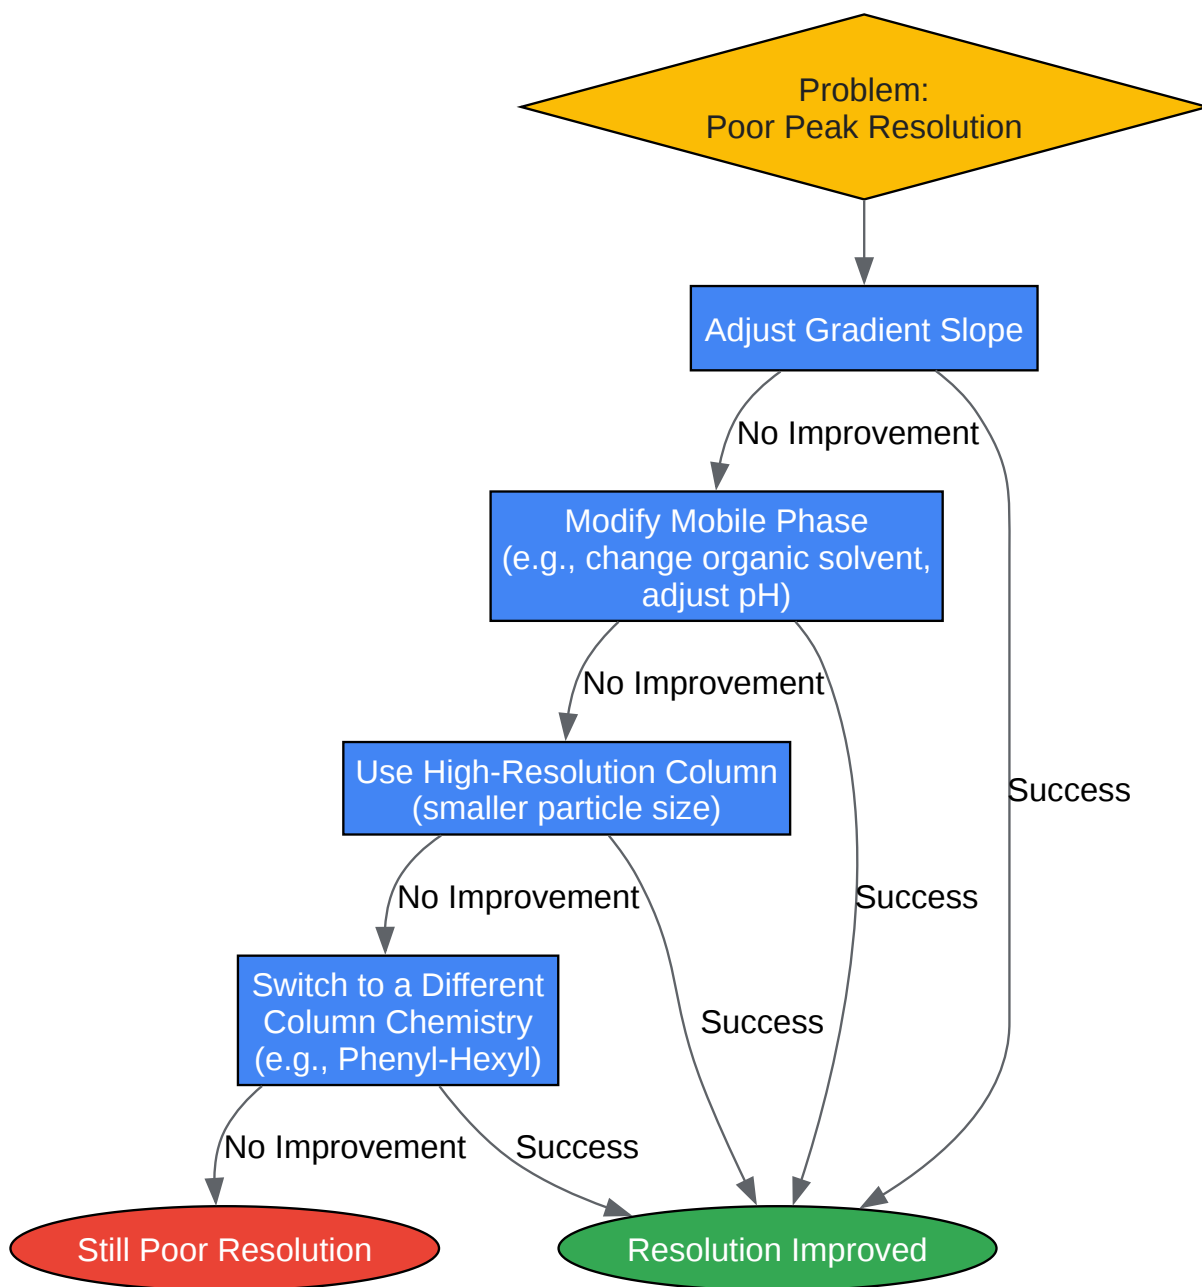 Problem:
Poor Peak Resolution
Adjust Gradient Slope
No Improvement
Modify Mobile Phase
(e.g., change organic solvent,
adjust pH)
No Improvement
Use High-Resolution Column
(smaller particle size)
Success
No Improvement
Success
Switch to a Different
Column Chemistry
(e.g., Phenyl-Hexyl)
Success
No Improvement
Success
Still Poor Resolution
Resolution Improved